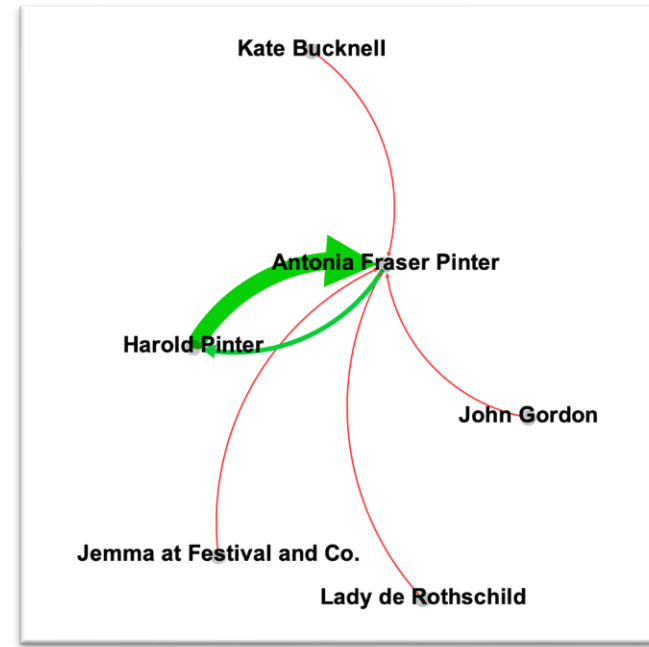 Kate Bucknell
Antonia Fraser Pinter
Harold Pinter
John Gordon
Jemma at Festival and Co.
Lady de Rothschild